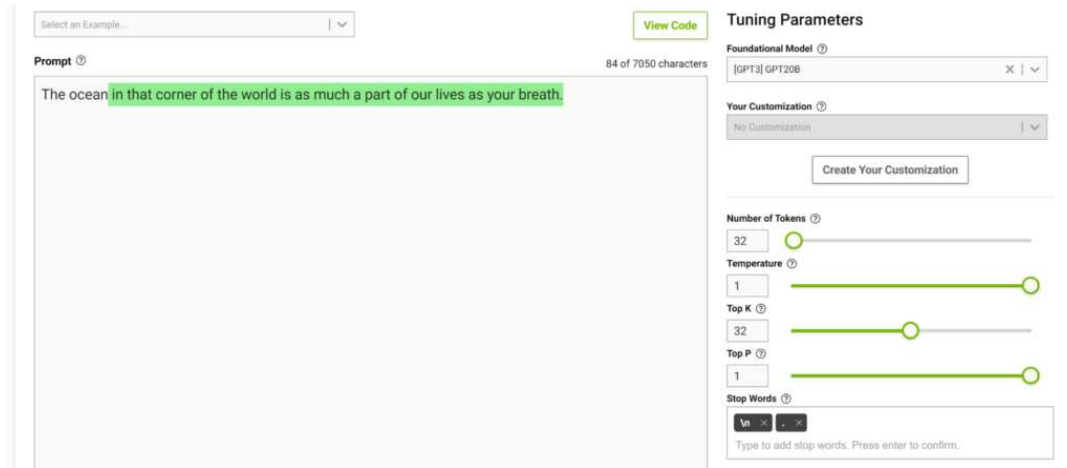 Select an Example...
View Code
Prompt
84 of 7050 characters
The ocean in that corner of the world is as much a part of our lives as your breath.
Tuning Parameters
Foundational Model
[GPT3] GPT20B
Your Customization
No Customization
Create Your Customization
Number of Tokens
32
Temperature
1
Top K
32
Top P
1
Stop Words
\n × . ×
Type to add stop words. Press enter to confirm.